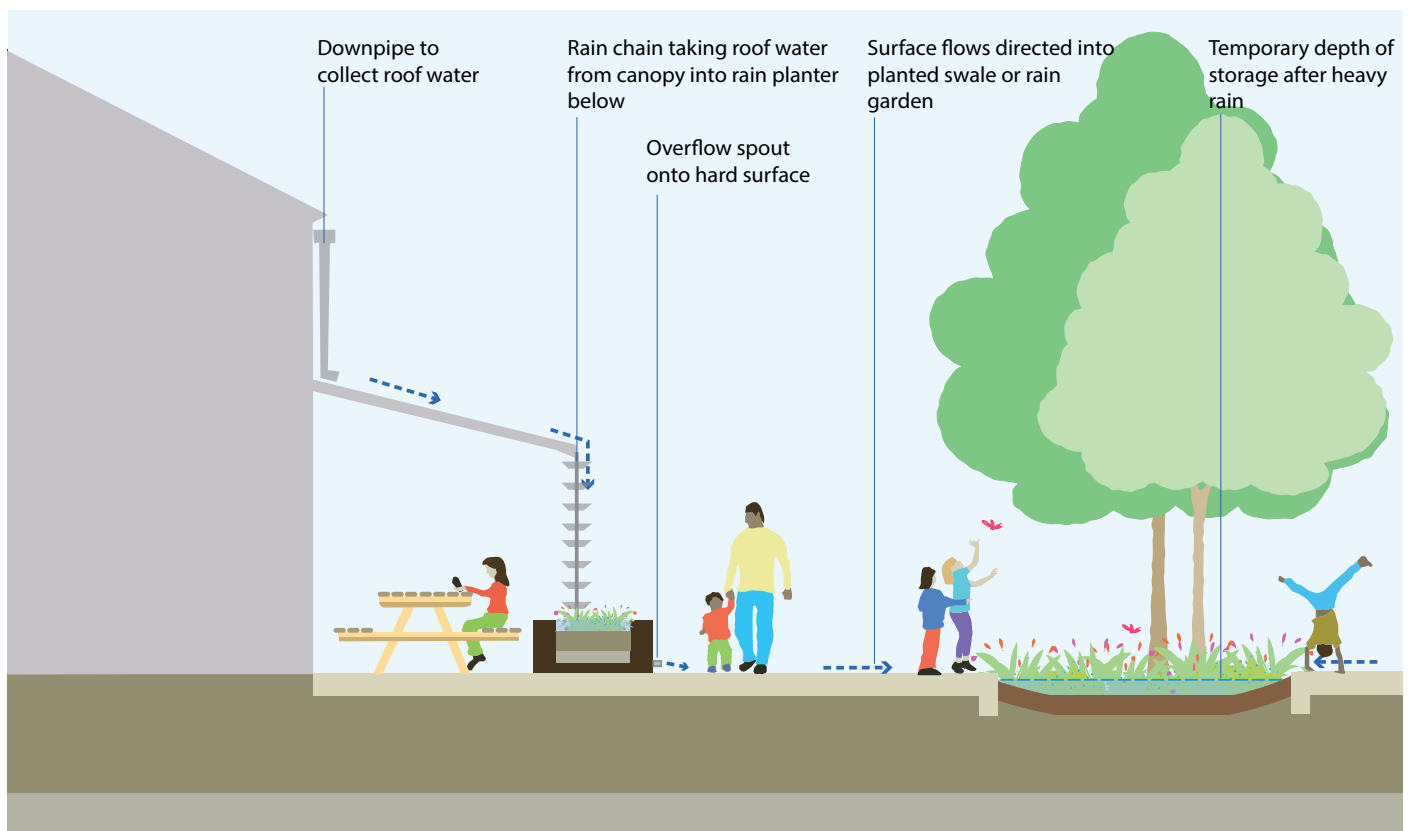 Downpipe to
collect roof water
Rain chain taking roof water
from canopy into rain planter
below
Overflow spout
onto hard surface
Surface flows directed into
planted swale or rain
garden
Temporary depth of
storage after heavy
rain